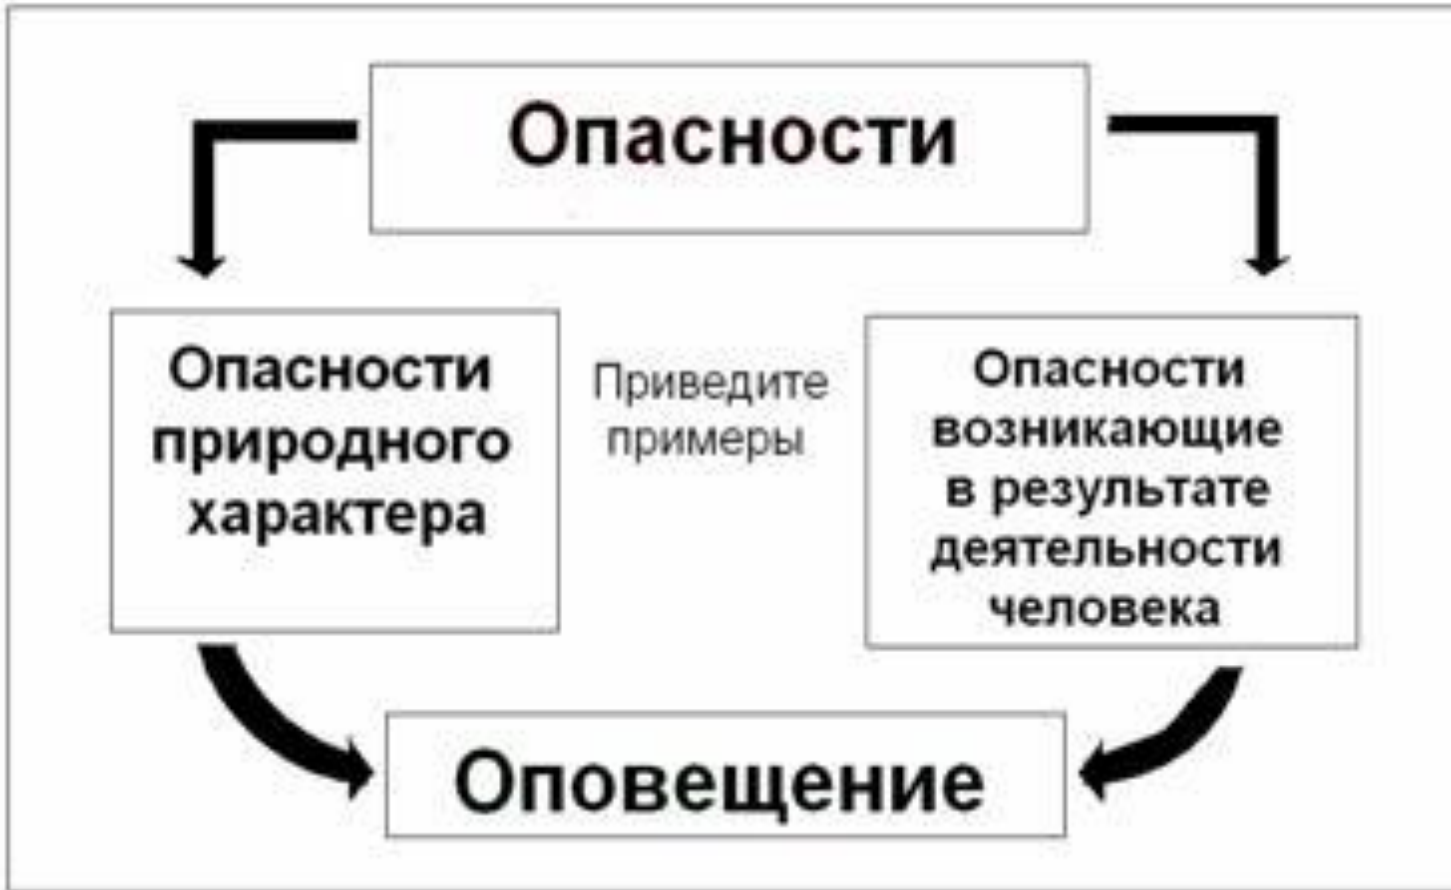 Опасности
Опасности
природного
характера
Приведите
примеры
Опасности
возникающие
в результате
деятельности
человека
Оповещение